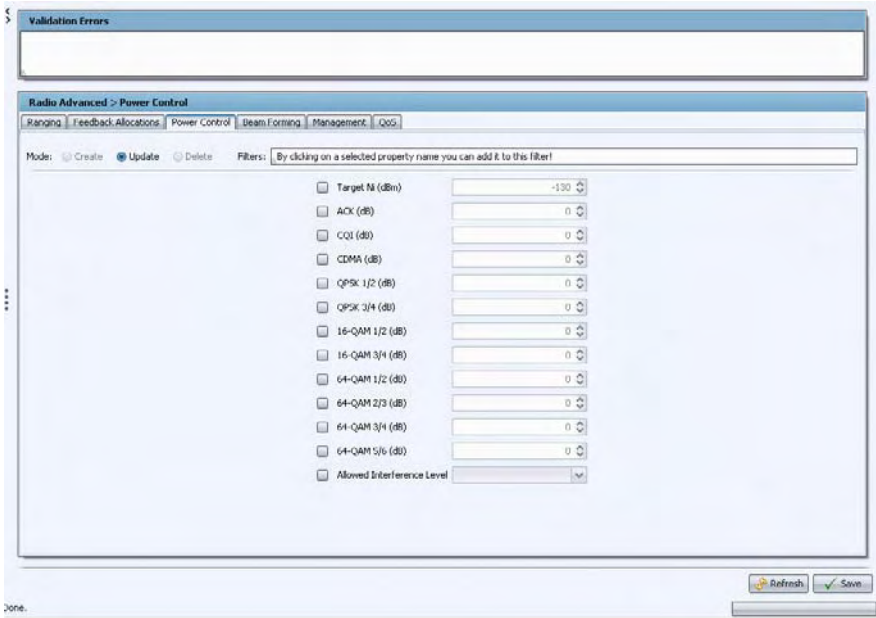 Validation Errors
Radio Advanced > Power Control
Ranging Feedback Allocations Power Control Beam Forming Management QoS
Mode: Create Update Delete Filters: By clicking on a selected property name you can add it to this filter!
Target Ni (dBm) -130
ACK (dB) 0
CQI (dB) 0
CDMA (dB) 0
QPSK 1/2 (dB) 0
QPSK 3/4 (dB) 0
16-QAM 1/2 (dB) 0
16-QAM 3/4 (dB) 0
64-QAM 1/2 (dB) 0
64-QAM 2/3 (dB) 0
64-QAM 3/4 (dB) 0
64-QAM 5/6 (dB) 0
Allowed Interference Level
Refresh Save
Done.